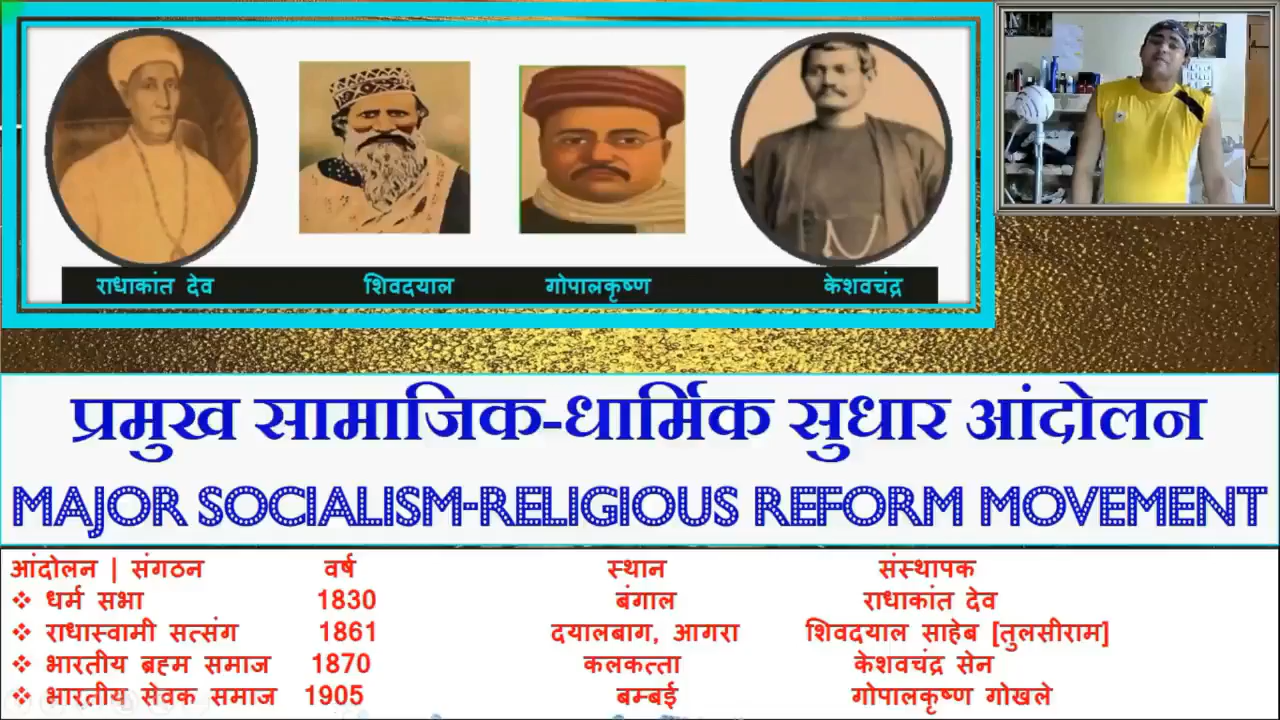 राधाकांत देव शिवदयाल गोपालकृष्ण केशवचंद्र
प्रमुख सामाजिक-धार्मिक सुधार आंदोलन
MAJOR SOCIALISM-RELIGIOUS REFORM MOVEMENT
आंदोलन | संगठन वर्ष स्थान संस्थापक
❖ धर्म सभा 1830 बंगाल राधाकांत देव
❖ राधास्वामी सत्संग 1861 दयालबाग, आगरा शिवदयाल साहेब [तुलसीराम]
❖ भारतीय ब्रह्म समाज 1870 कलकत्ता केशवचंद्र सेन
❖ भारतीय सेवक समाज 1905 बम्बई गोपालकृष्ण गोखले